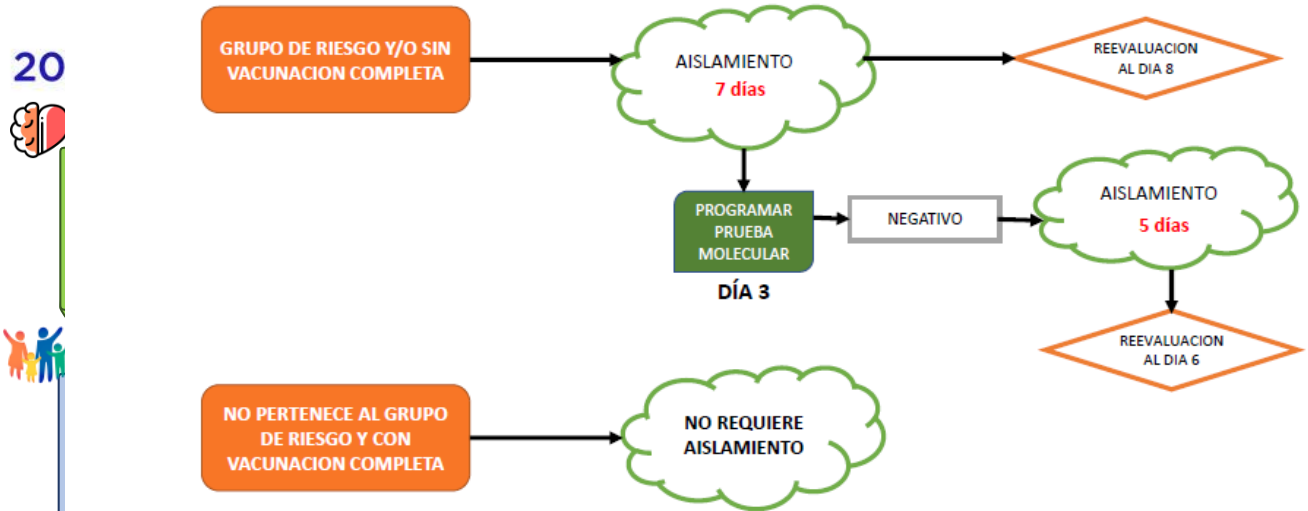 20
GRUPO DE RIESGO Y/O SIN
VACUNACION COMPLETA
AISLAMIENTO
7 días
REEVALUACION
AL DIA 8
PROGRAMAR
PRUEBA
MOLECULAR
DÍA 3
NEGATIVO
AISLAMIENTO
5 días
REEVALUACION
AL DIA 6
NO PERTENECE AL GRUPO
DE RIESGO Y CON
VACUNACION COMPLETA
NO REQUIERE
AISLAMIENTO